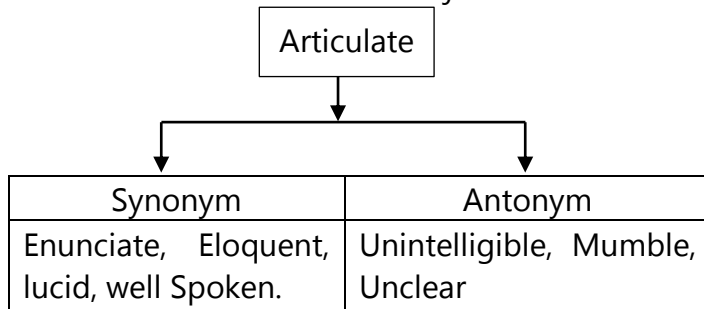 Articulate
Synonym Antonym
Enunciate, Eloquent, Unintelligible, Mumble,
lucid, well Spoken. Unclear